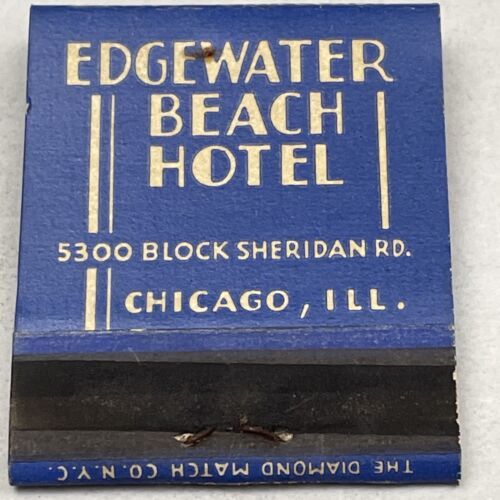 EDGEWATER
BEACH
HOTEL
5300 BLOCK SHERIDAN RD.
CHICAGO, ILL.
THE DIAMOND MATCH CO. N.Y.C.